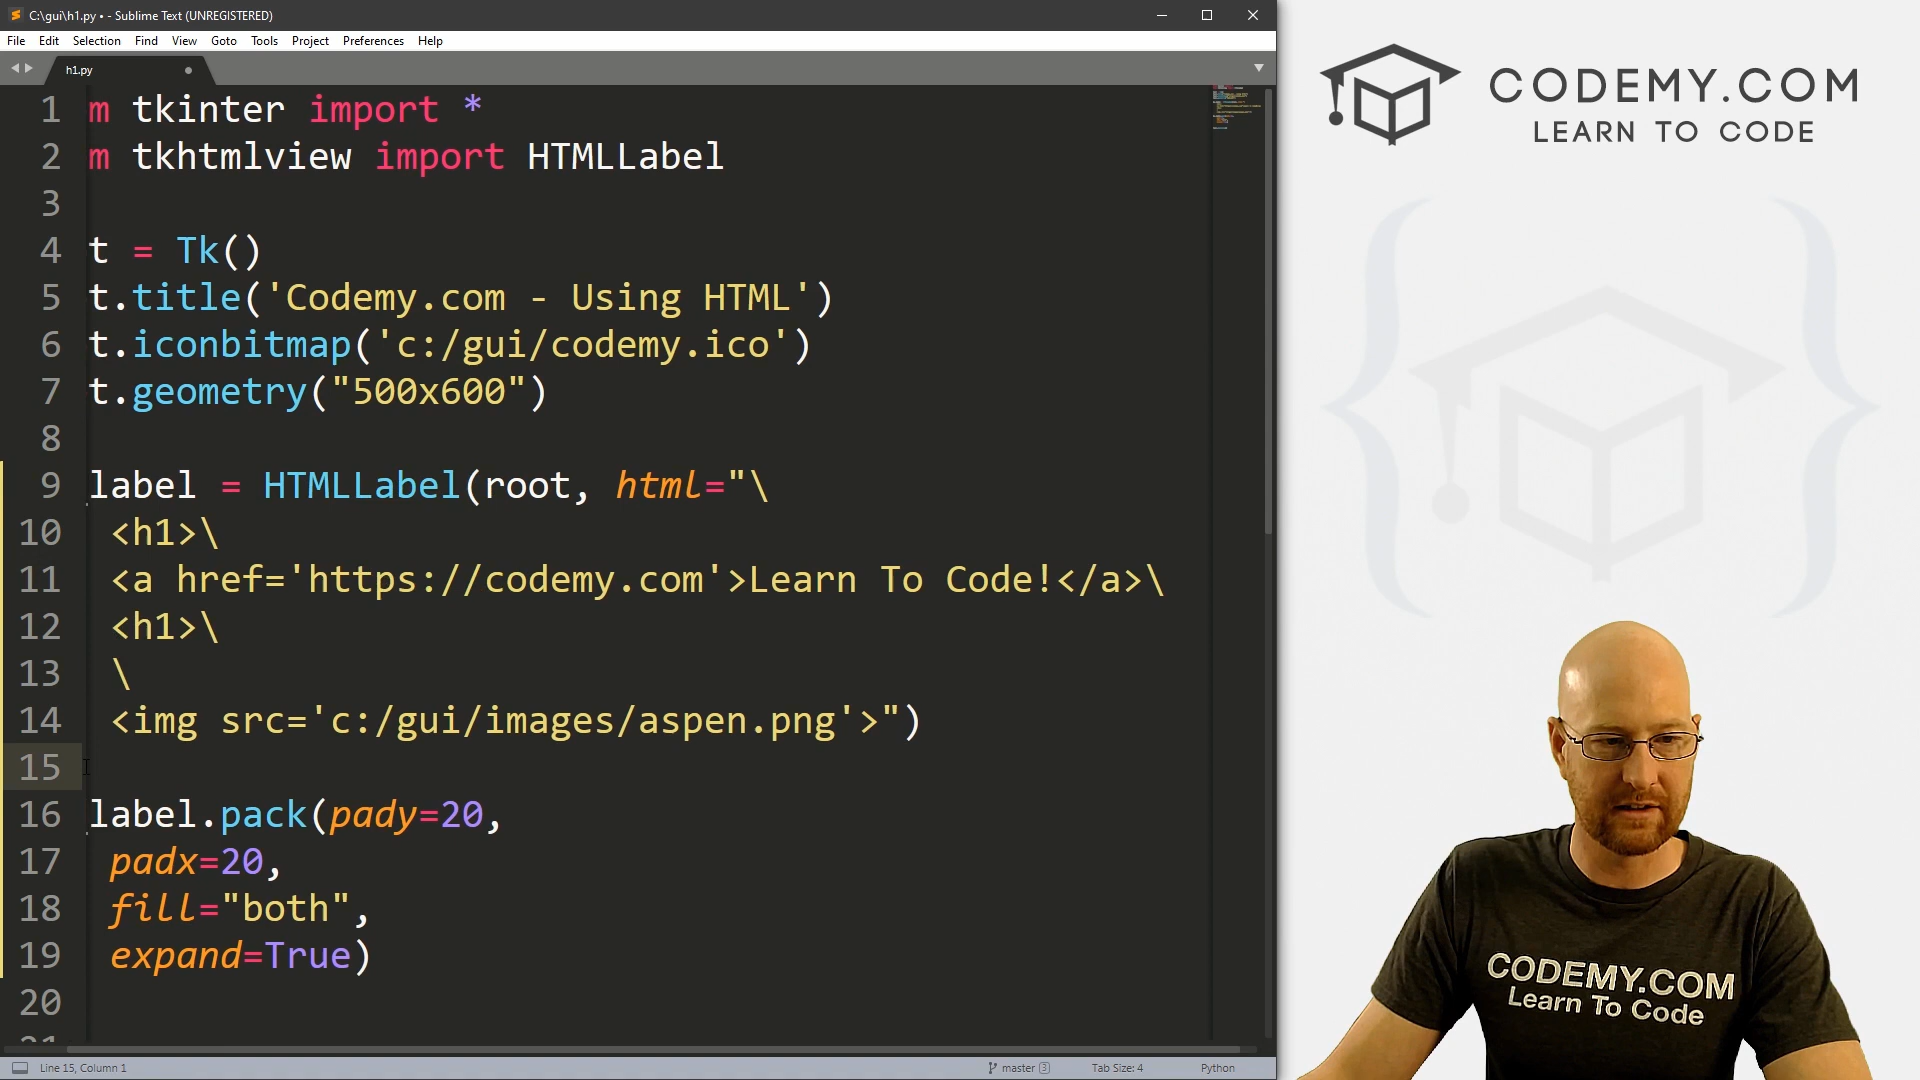 C:\gui\h1.py • - Sublime Text (UNREGISTERED)
File Edit Selection Find View Goto Tools Project Preferences Help
h1.py
1 m tkinter import *
2 m tkhtmlview import HTMLLabel
3
4 t = Tk()
5 t.title('Codemy.com - Using HTML')
6 t.iconbitmap('c:/gui/codemy.ico')
7 t.geometry("500x600")
8
9 label = HTMLLabel(root, html="\
10 <h1>\
11 <a href='https://codemy.com'>Learn To Code!</a>\
12 <h1>\
13 \
14 <img src='c:/gui/images/aspen.png'>")
15
16 label.pack(pady=20,
17 padx=20,
18 fill="both",
19 expand=True)
20
Line 15, Column 1
master 3
Tab Size: 4
Python
CODEMY.COM
LEARN TO CODE
CODEMY.COM
Learn To Code